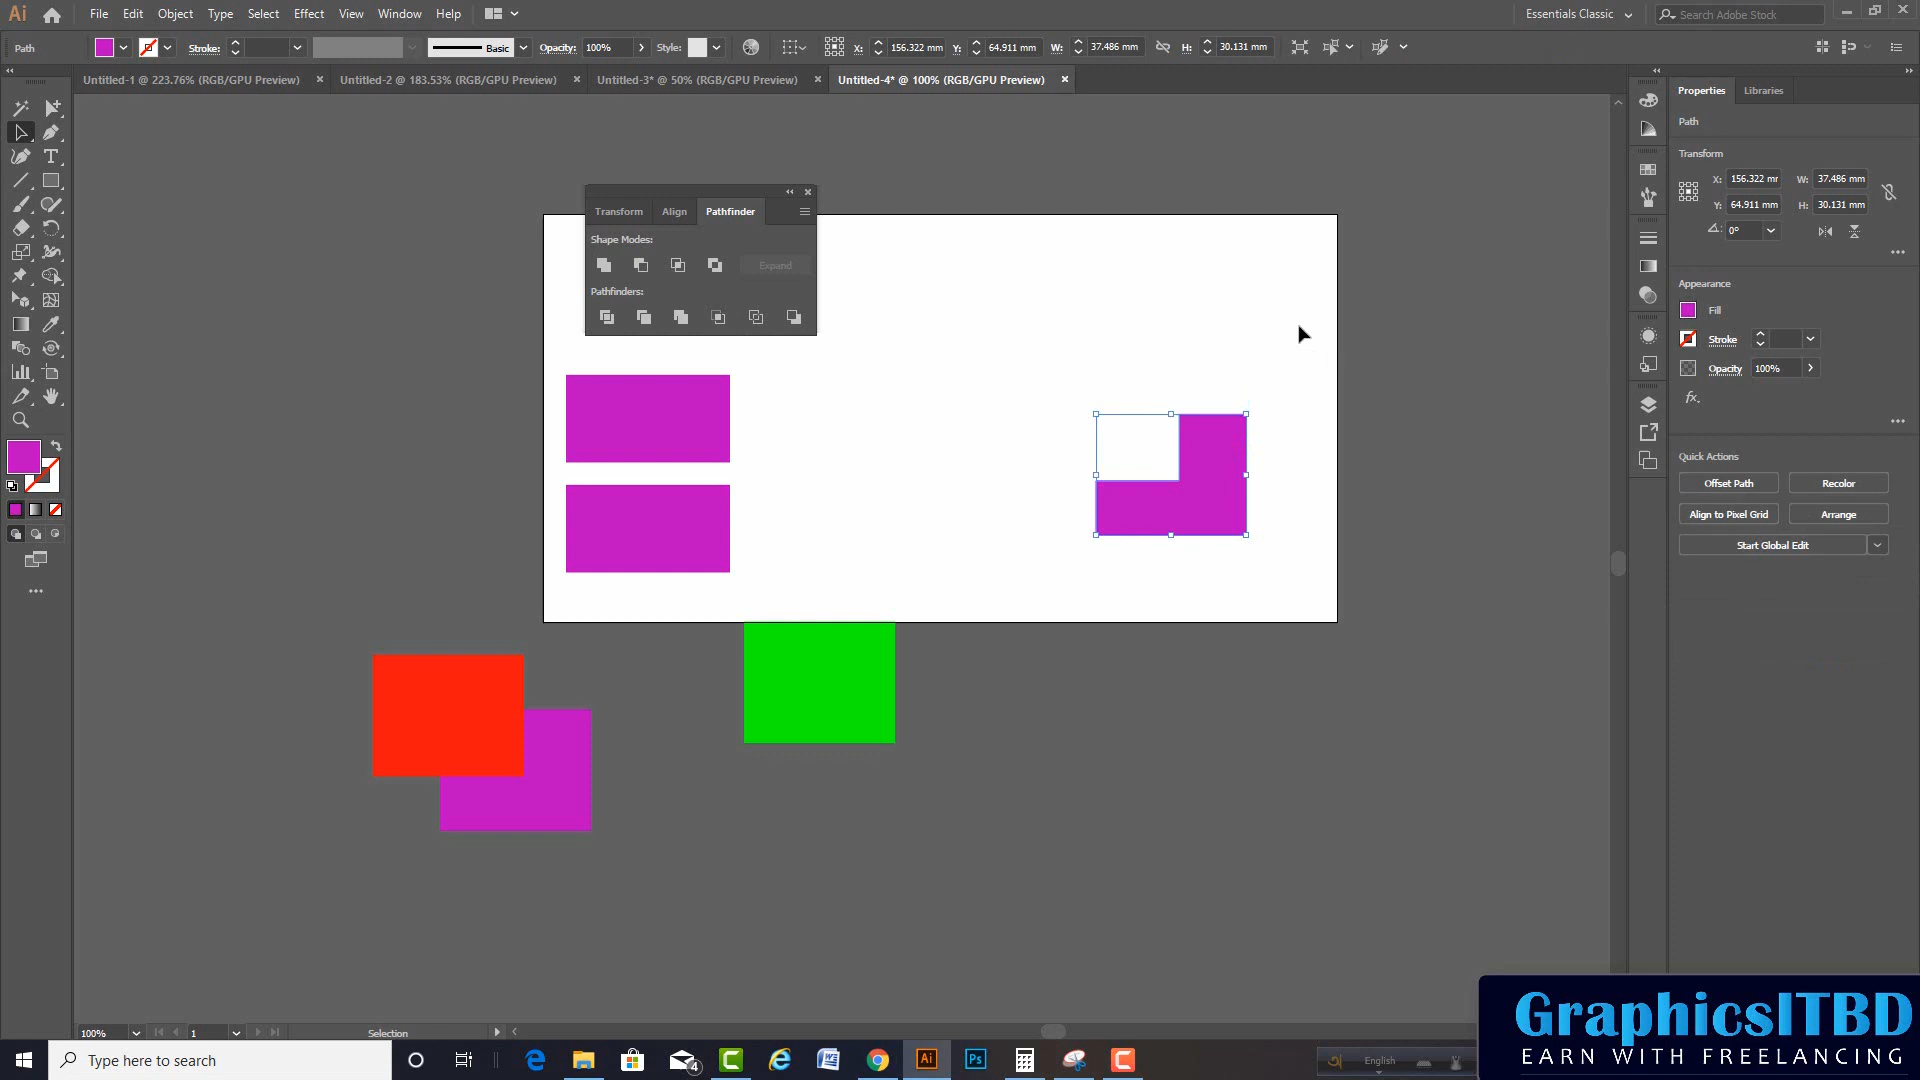 Ai File Edit Object Type Select Effect View Window Help Essentials Classic Search Adobe Stock
Path Stroke: Basic Opacity: 100% Style: X: 156.322 mm Y: 64.911 mm W: 37.486 mm H: 30.131 mm
Untitled-1 @ 223.76% (RGB/GPU Preview) Untitled-2 @ 183.53% (RGB/GPU Preview) Untitled-3* @ 50% (RGB/GPU Preview) Untitled-4* @ 100% (RGB/GPU Preview)
Transform Align Pathfinder
Shape Modes:
Expand
Pathfinders:
Properties Libraries
Path
Transform
X: 156.322 mr W: 37.486 mm
Y: 64.911 mm H: 30.131 mm
0°
Appearance
Fill
Stroke
Opacity 100%
fx.
Quick Actions
Offset Path Recolor
Align to Pixel Grid Arrange
Start Global Edit
100% 1 Selection
GraphicsITBD
EARN WITH FREELANCING
Type here to search 4 Ai Ps English